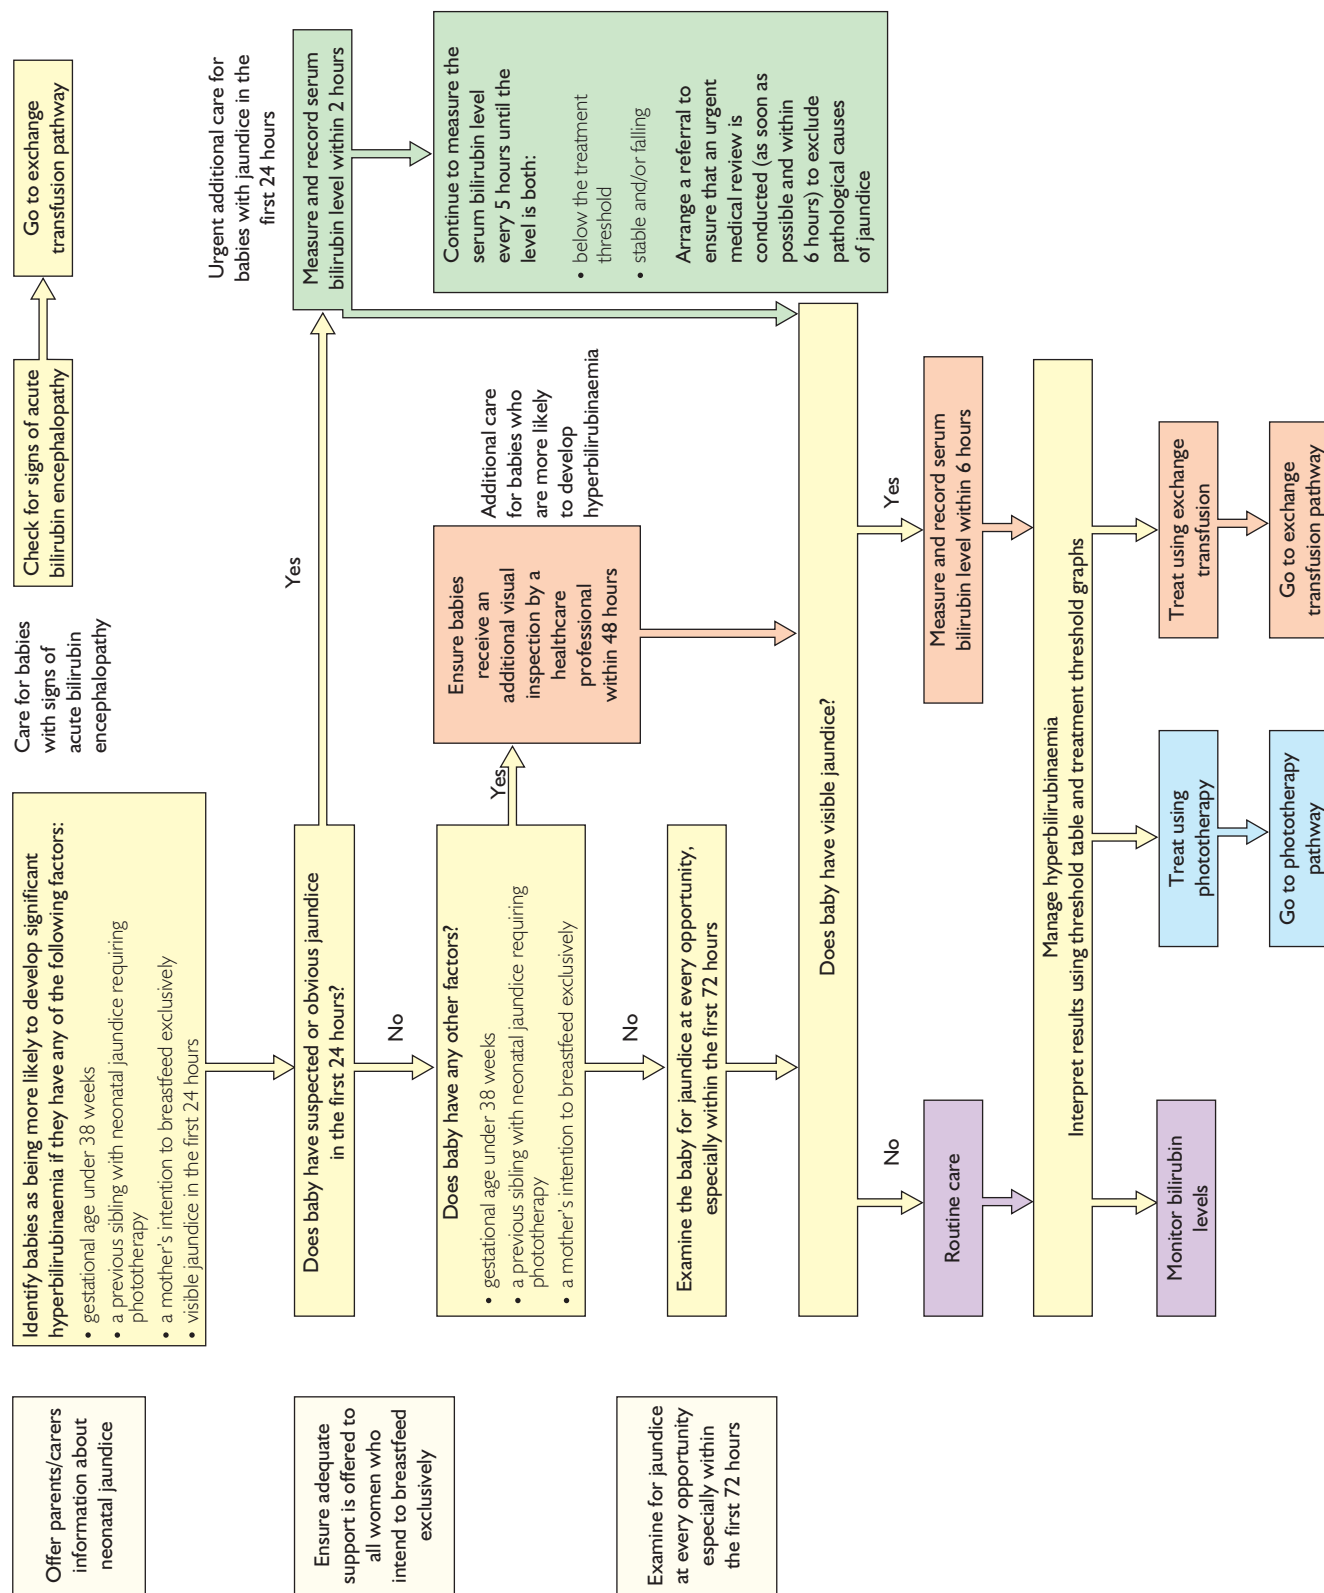 Offer parents/carers
information about
neonatal jaundice
Identify babies as being more likely to develop significant
hyperbilirubinaemia if they have any of the following factors:
• gestational age under 38 weeks
• a previous sibling with neonatal jaundice requiring
phototherapy
• a mother's intention to breastfeed exclusively
• visible jaundice in the first 24 hours
Care for babies
with signs of
acute bilirubin
encephalopathy
Check for signs of acute
bilirubin encephalopathy
Go to exchange
transfusion pathway
Ensure adequate
support is offered to
all women who
intend to breastfeed
exclusively
Does baby have suspected or obvious jaundice
in the first 24 hours?
Yes
Urgent additional care for
babies with jaundice in the
first 24 hours
Measure and record serum
bilirubin level within 2 hours
No
Does baby have any other factors?
• gestational age under 38 weeks
• a previous sibling with neonatal jaundice requiring
phototherapy
• a mother's intention to breastfeed exclusively
Yes
Ensure babies
receive an
additional visual
inspection by a
healthcare
professional
within 48 hours
Additional care
for babies who
are more likely
to develop
hyperbilirubinaemia
Continue to measure the
serum bilirubin level
every 5 hours until the
level is both:
• below the treatment
threshold
• stable and/or falling
Arrange a referral to
ensure that an urgent
medical review is
conducted (as soon as
possible and within
6 hours) to exclude
pathological causes
of jaundice
No
Examine for jaundice
at every opportunity
especially within
the first 72 hours
Examine the baby for jaundice at every opportunity,
especially within the first 72 hours
Does baby have visible jaundice?
No
Yes
Routine care
Measure and record serum
bilirubin level within 6 hours
Manage hyperbilirubinaemia
Interpret results using threshold table and treatment threshold graphs
Monitor bilirubin
levels
Treat using
phototherapy
Treat using exchange
transfusion
Go to phototherapy
pathway
Go to exchange
transfusion pathway